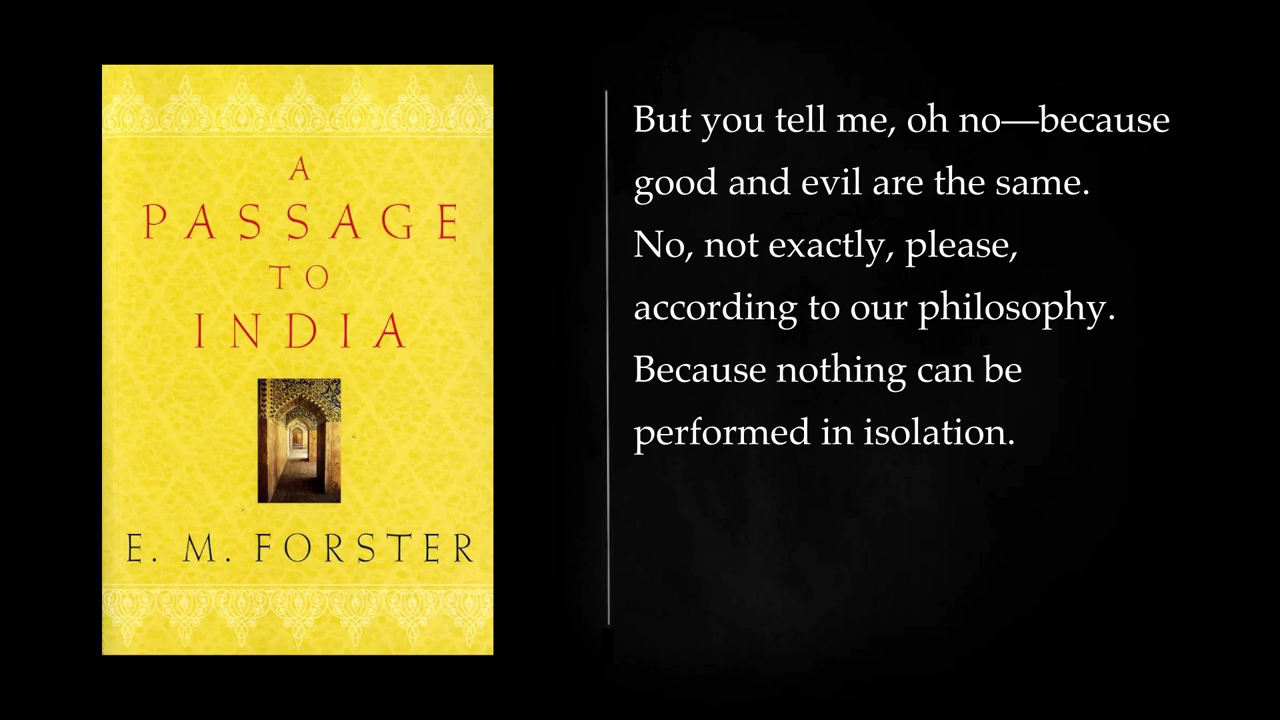 A
PASSAGE
TO
INDIA
E. M. FORSTER
But you tell me, oh no—because
good and evil are the same.
No, not exactly, please,
according to our philosophy.
Because nothing can be
performed in isolation.